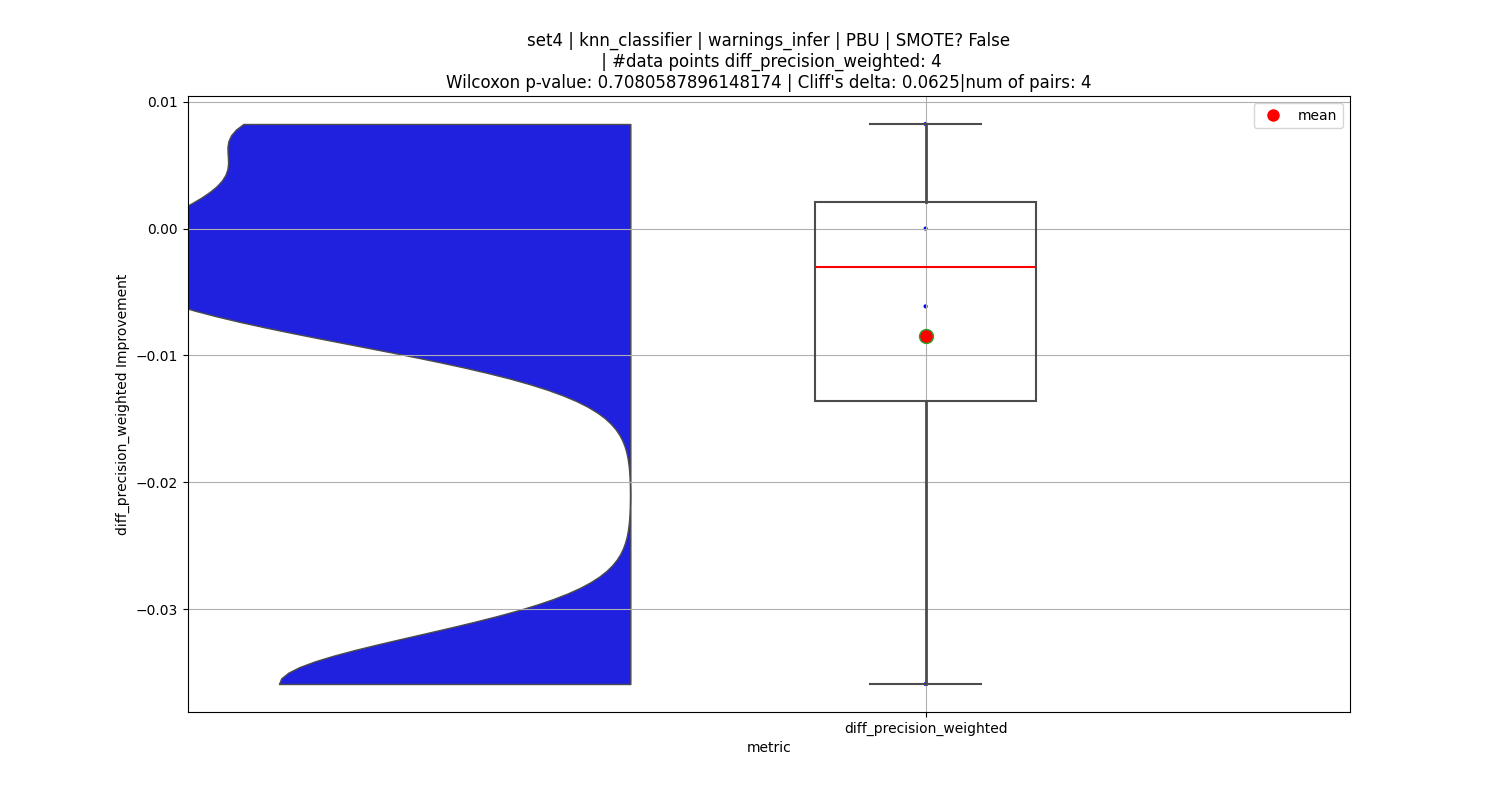 set4 | knn_classifier | warnings_infer | PBU | SMOTE? False
| #data points diff_precision_weighted: 4
Wilcoxon p-value: 0.7080587896148174 | Cliff's delta: 0.0625|num of pairs: 4
mean
0.01
0.00
−0.01
−0.02
−0.03
diff_precision_weighted Improvement
diff_precision_weighted
metric